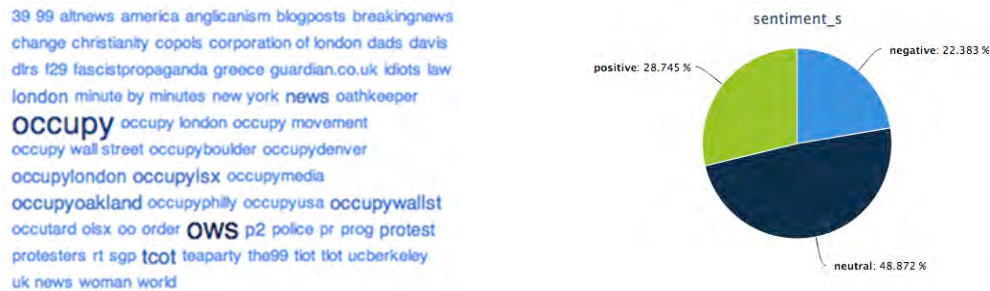 39 99 altnews america anglicanism blogposts breakingnews
change christianity copols corporation of london dads davis
dlrs f29 fascistpropaganda greece guardian.co.uk idiots law
london minute by minutes new york news oathkeeper
occupy occupy london occupy movement
occupy wall street occupyboulder occupydenver
occupylondon occupylsx occupymedia
occupyoakland occupyphilly occupyusa occupywallst
occutard olsx oo order ows p2 police pr prog protest
protesters rt sgp tcot teaparty the99 tiot tlot ucberkeley
uk news woman world
sentiment_s
negative: 22.383 %
positive: 28.745 %
neutral: 48.872 %